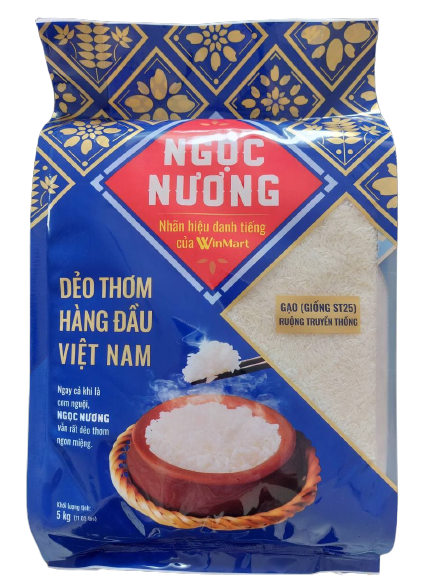 NGỌC
NƯƠNG
Nhãn hiệu danh tiếng
của WinMart
DẺO THƠM
HÀNG ĐẦU
VIỆT NAM
GẠO (GIỐNG ST25)
RUỘNG TRUYỀN THỐNG
Ngay cả khi là
cơm nguội,
NGỌC NƯƠNG
vẫn rất dẻo thơm
ngon miệng.
Khối lượng tịnh:
5 kg